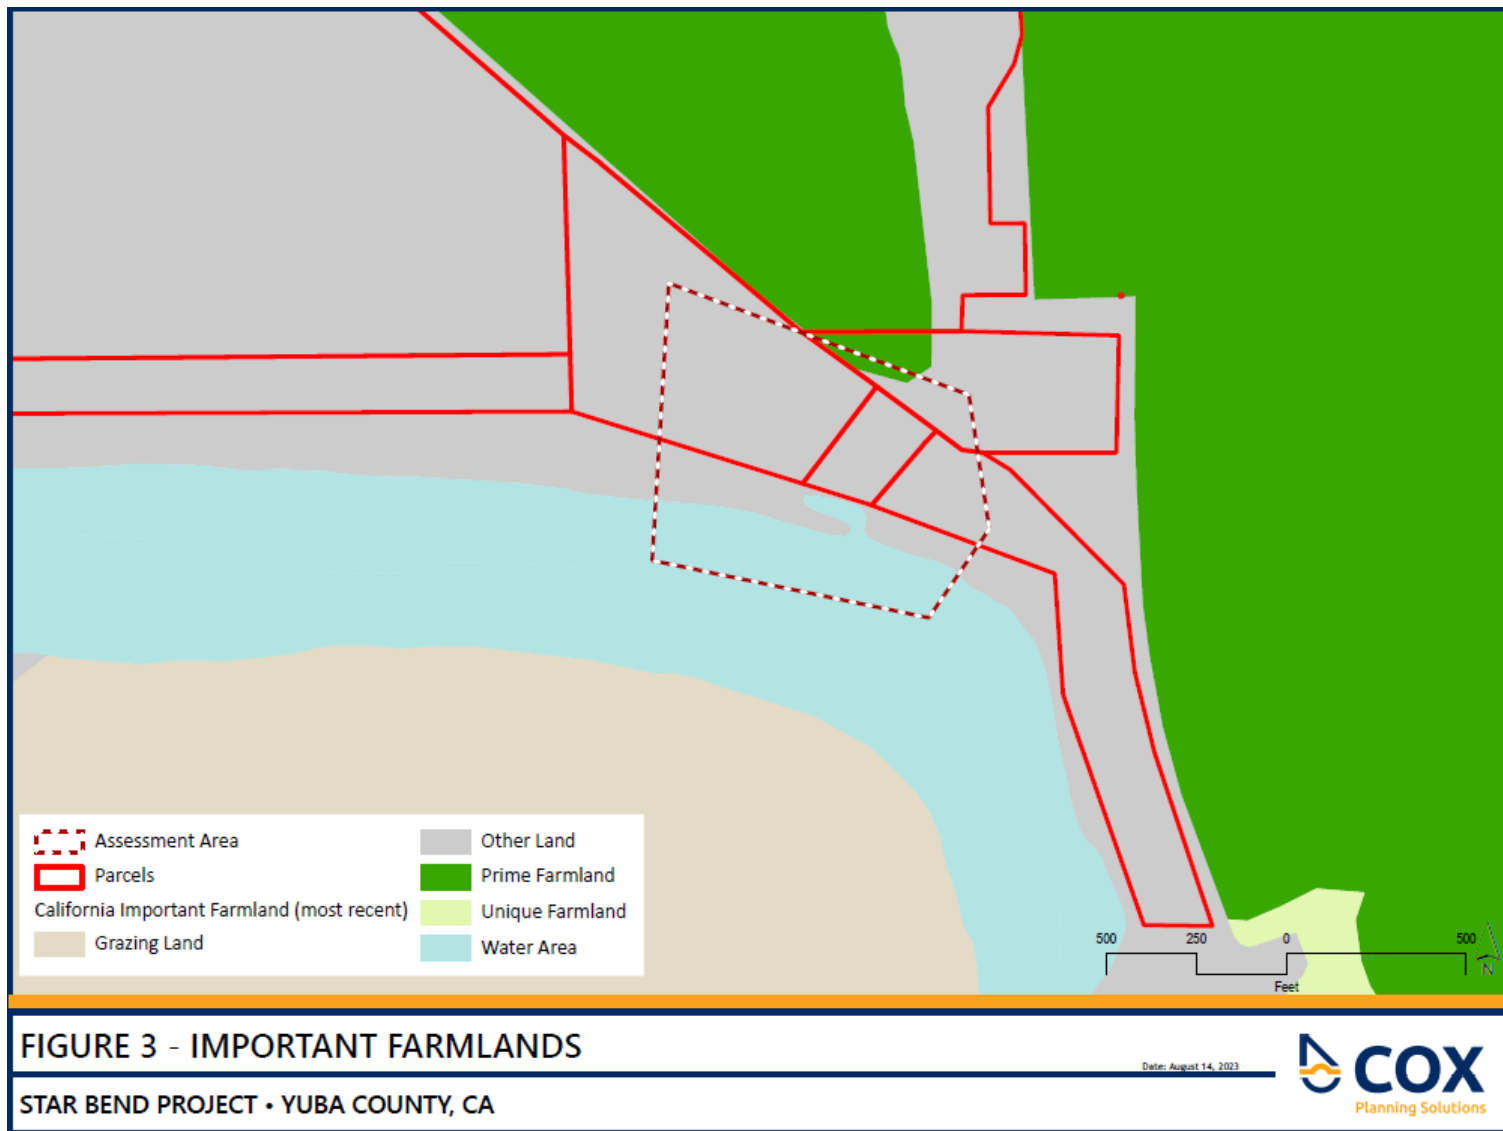 Assessment Area
Parcels
California Important Farmland (most recent)
Grazing Land
Other Land
Prime Farmland
Unique Farmland
Water Area
500 250 0 500
Feet
N
FIGURE 3 - IMPORTANT FARMLANDS
Date: August 14, 2023
STAR BEND PROJECT • YUBA COUNTY, CA
COX
Planning Solutions